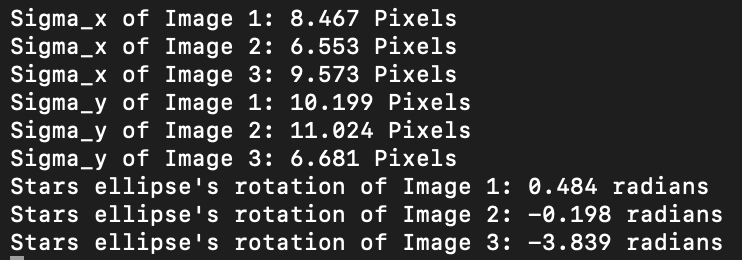 Sigma_x of Image 1: 8.467 Pixels
Sigma_x of Image 2: 6.553 Pixels
Sigma_x of Image 3: 9.573 Pixels
Sigma_y of Image 1: 10.199 Pixels
Sigma_y of Image 2: 11.024 Pixels
Sigma_y of Image 3: 6.681 Pixels
Stars ellipse's rotation of Image 1: 0.484 radians
Stars ellipse's rotation of Image 2: -0.198 radians
Stars ellipse's rotation of Image 3: -3.839 radians